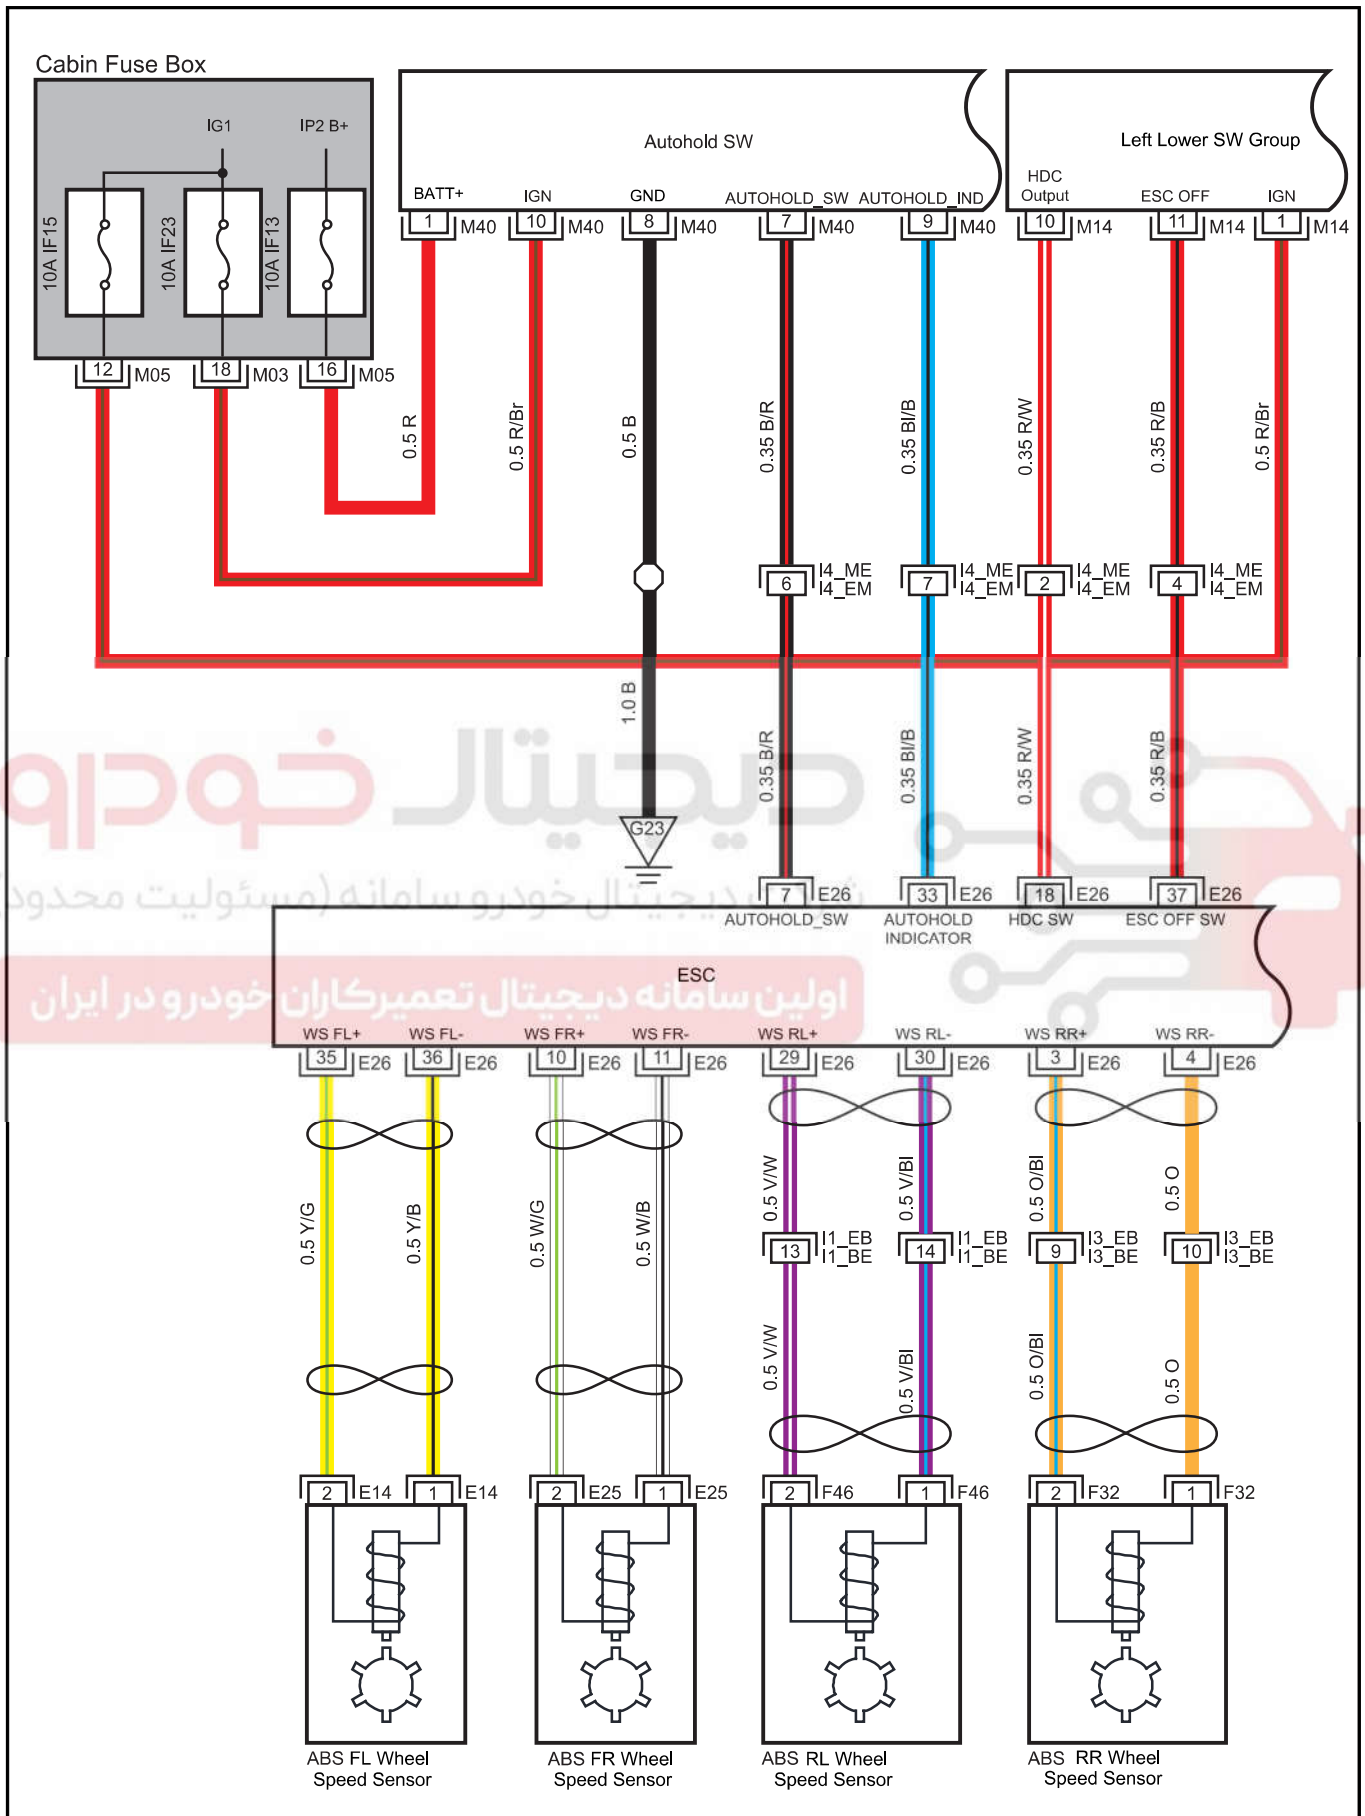 Cabin Fuse Box
IG1
IP2 B+
10A IF15
10A IF23
10A IF13
12
M05
18
M03
16
M05
Autohold SW
BATT+
IGN
GND
AUTOHOLD_SW
AUTOHOLD_IND
1
M40
10
M40
8
M40
7
M40
9
M40
Left Lower SW Group
HDC
Output
ESC OFF
IGN
10
M14
11
M14
1
M14
0.5 R
0.5 R/Br
0.5 B
0.35 B/R
0.35 Bl/B
0.35 R/W
0.35 R/B
0.5 R/Br
6
I4_ME
I4_EM
7
I4_ME
I4_EM
2
I4_ME
I4_EM
4
I4_ME
I4_EM
1.0 B
0.35 B/R
0.35 Bl/B
0.35 R/W
0.35 R/B
دیجیتال خودرو
G23
شرکت دیجیتال خودرو سامانه (مسئولیت محدود)
7
E26
33
E26
18
E26
37
E26
AUTOHOLD_SW
AUTOHOLD
INDICATOR
HDC SW
ESC OFF SW
ESC
اولین سامانه دیجیتال تعمیرکاران خودرو در ایران
WS FL+
WS FL-
WS FR+
WS FR-
WS RL+
WS RL-
WS RR+
WS RR-
35
E26
36
E26
10
E26
11
E26
29
E26
30
E26
3
E26
4
E26
0.5 Y/G
0.5 Y/B
0.5 W/G
0.5 W/B
0.5 V/W
0.5 V/Bl
0.5 O/Bl
0.5 O
13
I1_EB
I1_BE
14
I1_EB
I1_BE
9
I3_EB
I3_BE
10
I3_EB
I3_BE
0.5 V/W
0.5 V/Bl
0.5 O/Bl
0.5 O
2
E14
1
E14
2
E25
1
E25
2
F46
1
F46
2
F32
1
F32
ABS FL Wheel
Speed Sensor
ABS FR Wheel
Speed Sensor
ABS RL Wheel
Speed Sensor
ABS RR Wheel
Speed Sensor